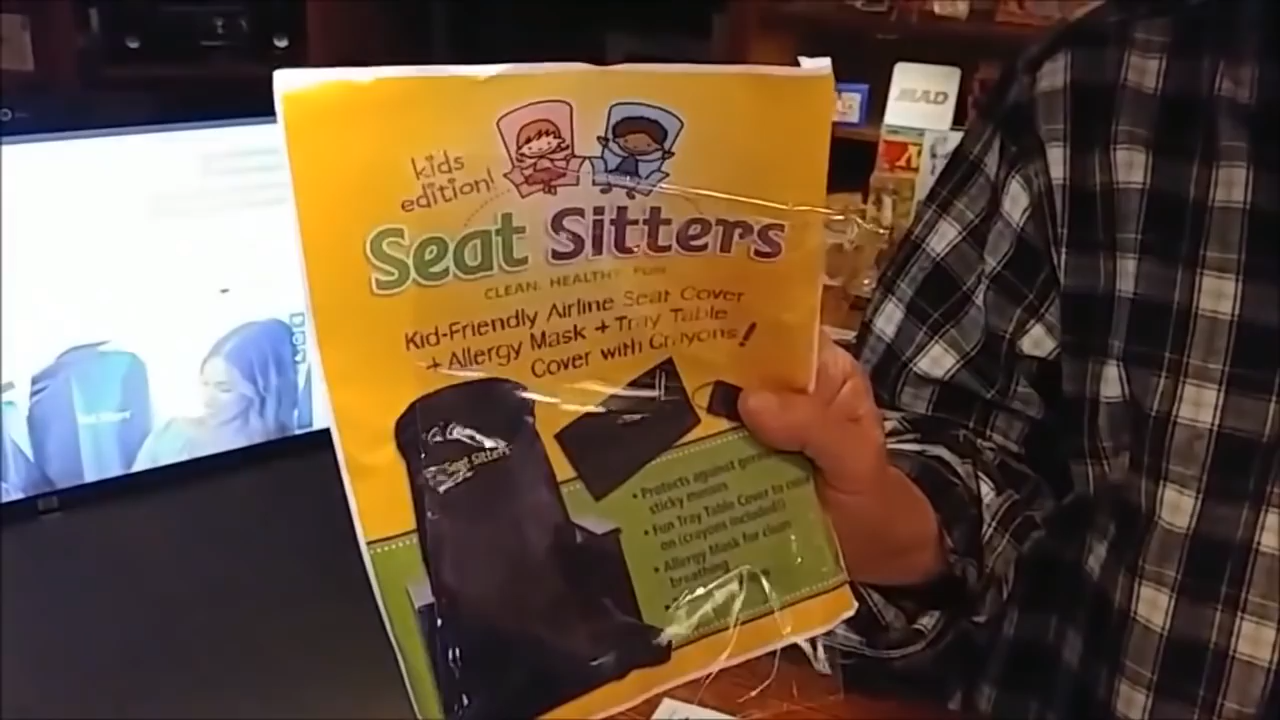 kids
edition!
Seat Sitters
CLEAN. HEALTHY. FUN.
Kid-Friendly Airline Seat Cover
+ Allergy Mask + Tray Table
Cover with Crayons!
Seat Sitters
• Protects against
sticky messes
• Fun Tray Table Cover to color
on (crayons included!)
• Allergy Mask for clean
breathing
MAD